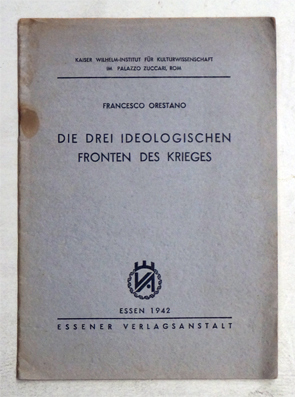 KAISER WILHELM-INSTITUT FÜR KULTURWISSENSCHAFT
IM PALAZZO ZUCCARI, ROM
FRANCESCO ORESTANO
DIE DREI IDEOLOGISCHEN
FRONTEN DES KRIEGES
ESSEN 1942
ESSENER VERLAGSANSTALT